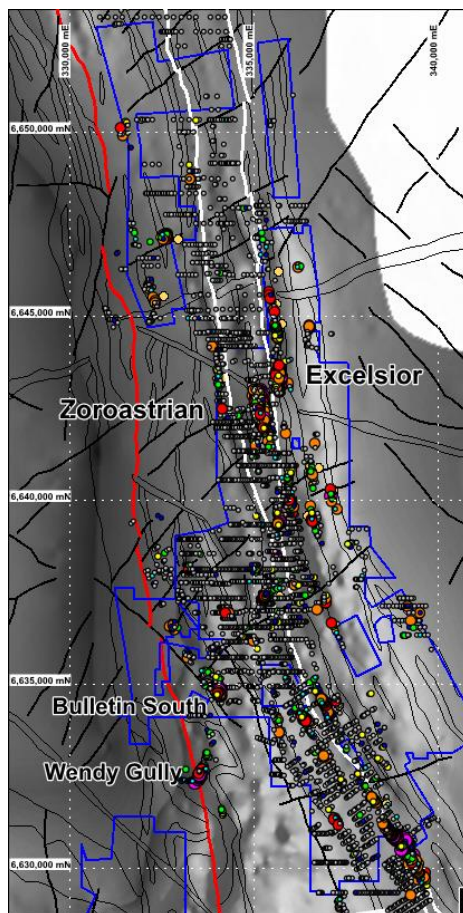 330,000 mE
335,000 mE
340,000 mE
6,650,000 mN
6,645,000 mN
Excelsior
Zoroastrian
6,640,000 mN
6,635,000 mN
Bulletin South
Wendy Gully
6,630,000 mN